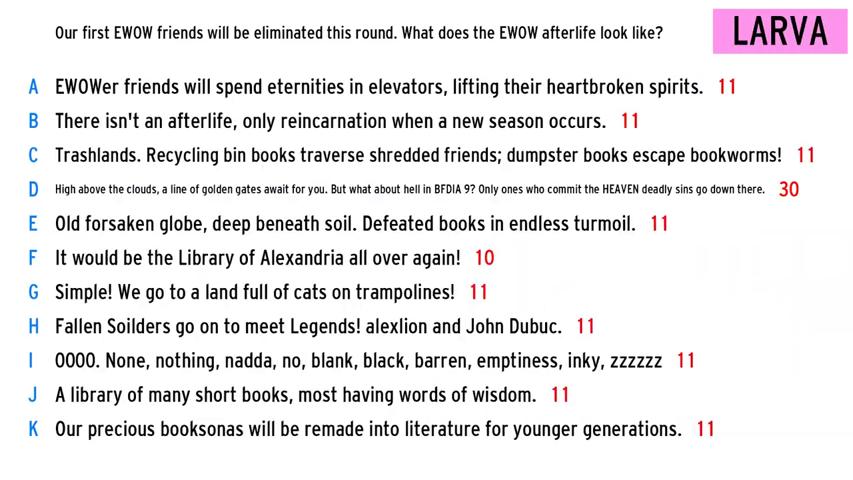 Our first EWOW friends will be eliminated this round. What does the EWOW afterlife look like?
LARVA
A EWOWer friends will spend eternities in elevators, lifting their heartbroken spirits. 11
B There isn't an afterlife, only reincarnation when a new season occurs. 11
C Trashlands. Recycling bin books traverse shredded friends; dumpster books escape bookworms! 11
D High above the clouds, a line of golden gates await for you. But what about hell in BFDIA 9? Only ones who commit the HEAVEN deadly sins go down there. 30
E Old forsaken globe, deep beneath soil. Defeated books in endless turmoil. 11
F It would be the Library of Alexandria all over again! 10
G Simple! We go to a land full of cats on trampolines! 11
H Fallen Soilders go on to meet Legends! alexlion and John Dubuc. 11
I OOOO. None, nothing, nadda, no, blank, black, barren, emptiness, inky, zzzzzz 11
J A library of many short books, most having words of wisdom. 11
K Our precious booksonas will be remade into literature for younger generations. 11